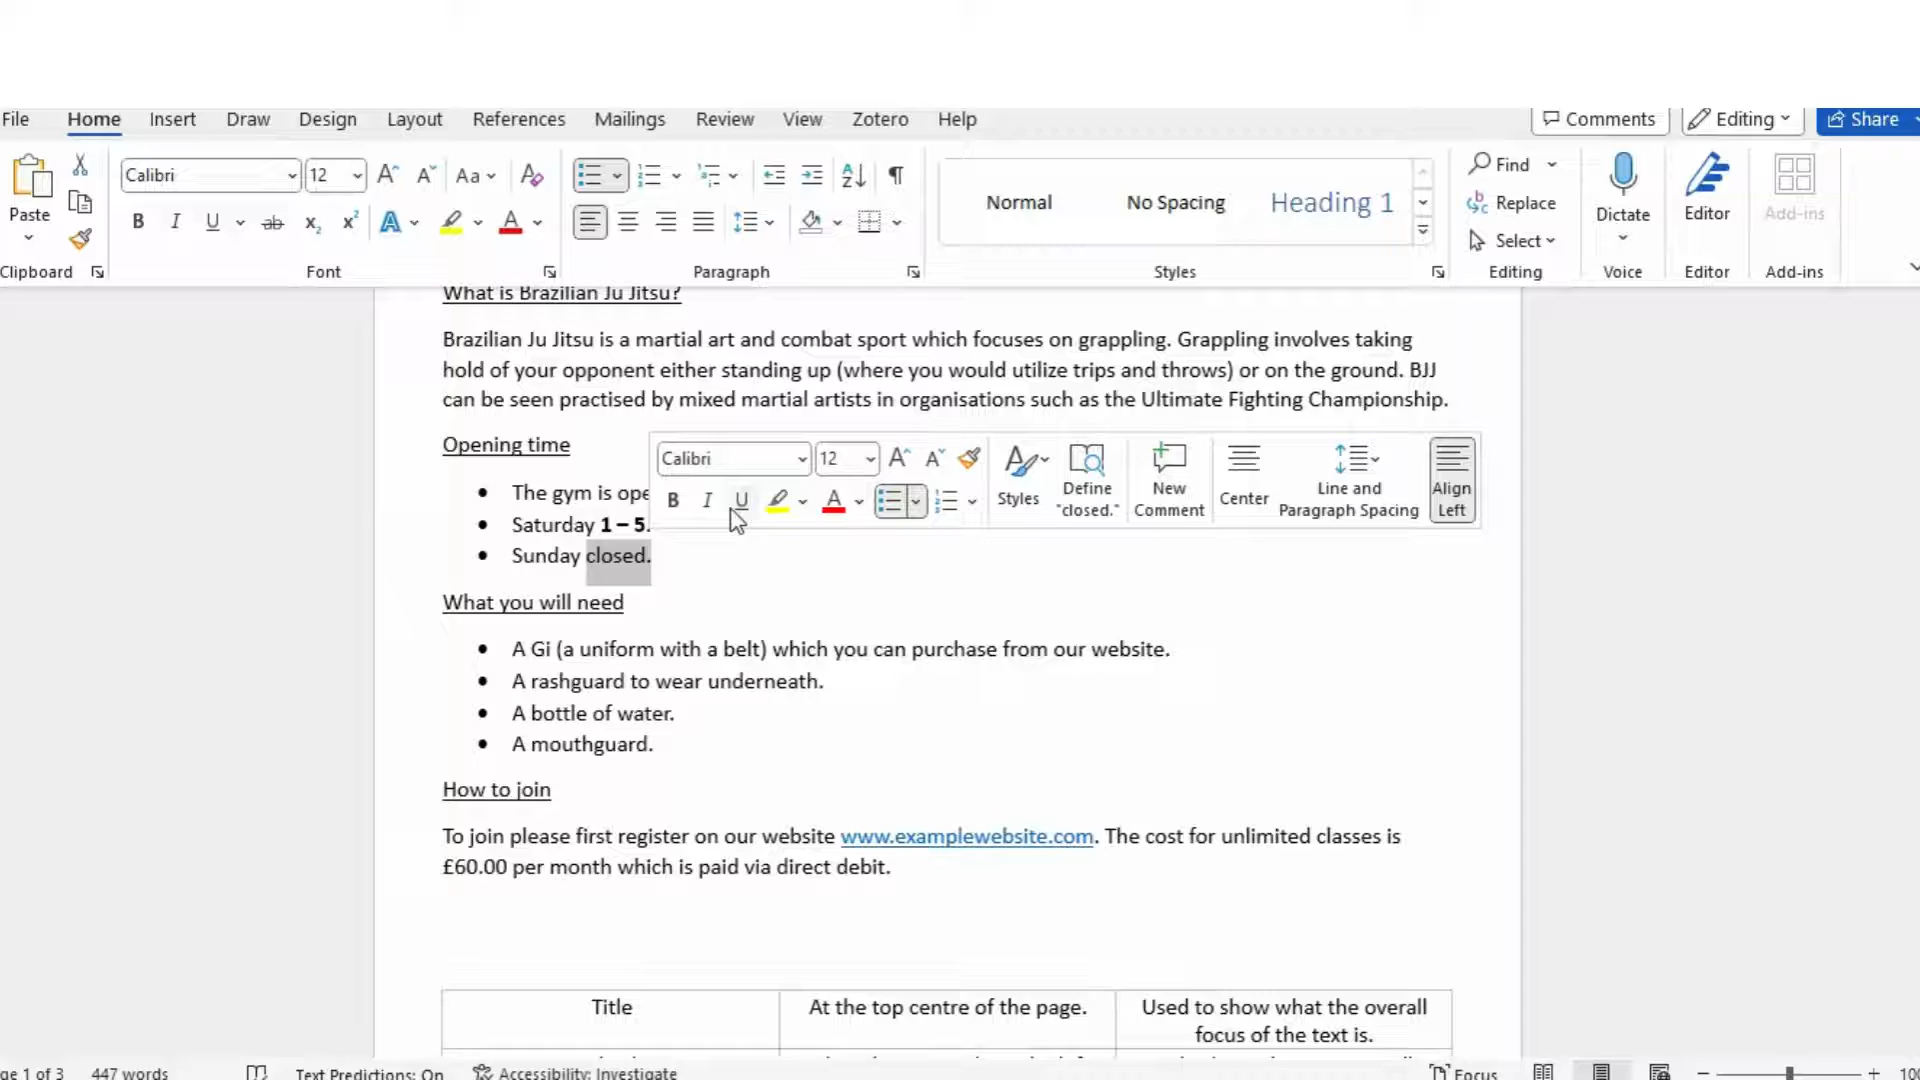 File Home Insert Draw Design Layout References Mailings Review View Zotero Help Comments Editing Share
Calibri 12 Aa Find
Paste Normal No Spacing Heading 1 Replace Dictate Editor Add-ins
B I U ab x₂ x² A A Select
Clipboard Font Paragraph Styles Editing Voice Editor Add-ins
What is Brazilian Ju Jitsu?
Brazilian Ju Jitsu is a martial art and combat sport which focuses on grappling. Grappling involves taking
hold of your opponent either standing up (where you would utilize trips and throws) or on the ground. BJJ
can be seen practised by mixed martial artists in organisations such as the Ultimate Fighting Championship.
Opening time
Calibri 12
B I U A Styles Define "closed." New Comment Center Line and Paragraph Spacing Align Left
The gym is ope
Saturday 1 – 5.
Sunday closed.
What you will need
A Gi (a uniform with a belt) which you can purchase from our website.
A rashguard to wear underneath.
A bottle of water.
A mouthguard.
How to join
To join please first register on our website www.examplewebsite.com. The cost for unlimited classes is
£60.00 per month which is paid via direct debit.
Title At the top centre of the page. Used to show what the overall
focus of the text is.
ge 1 of 3 447 words Text Predictions: On Accessibility: Investigate Focus 100